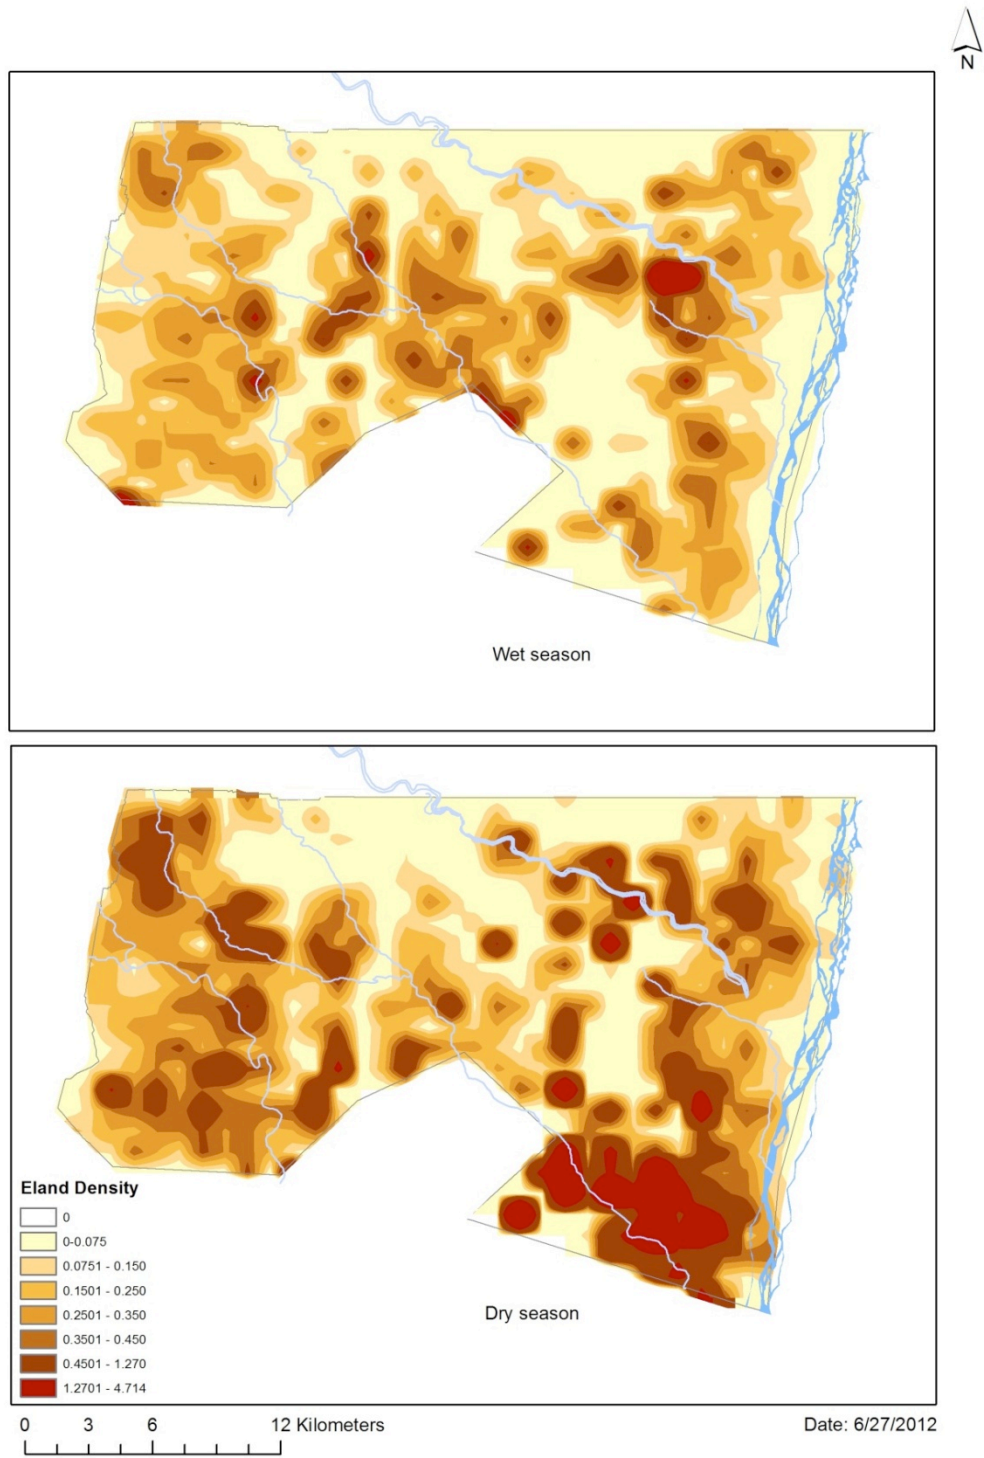 N
Wet season
Eland Density
0
0-0.075
0.0751 - 0.150
0.1501 - 0.250
0.2501 - 0.350
0.3501 - 0.450
0.4501 - 1.270
1.2701 - 4.714
Dry season
0 3 6 12 Kilometers
Date: 6/27/2012